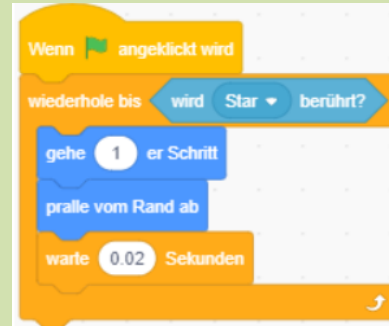 Wenn angeklickt wird
wiederhole bis wird Star berührt?
gehe 1 er Schritt
pralle vom Rand ab
warte 0.02 Sekunden